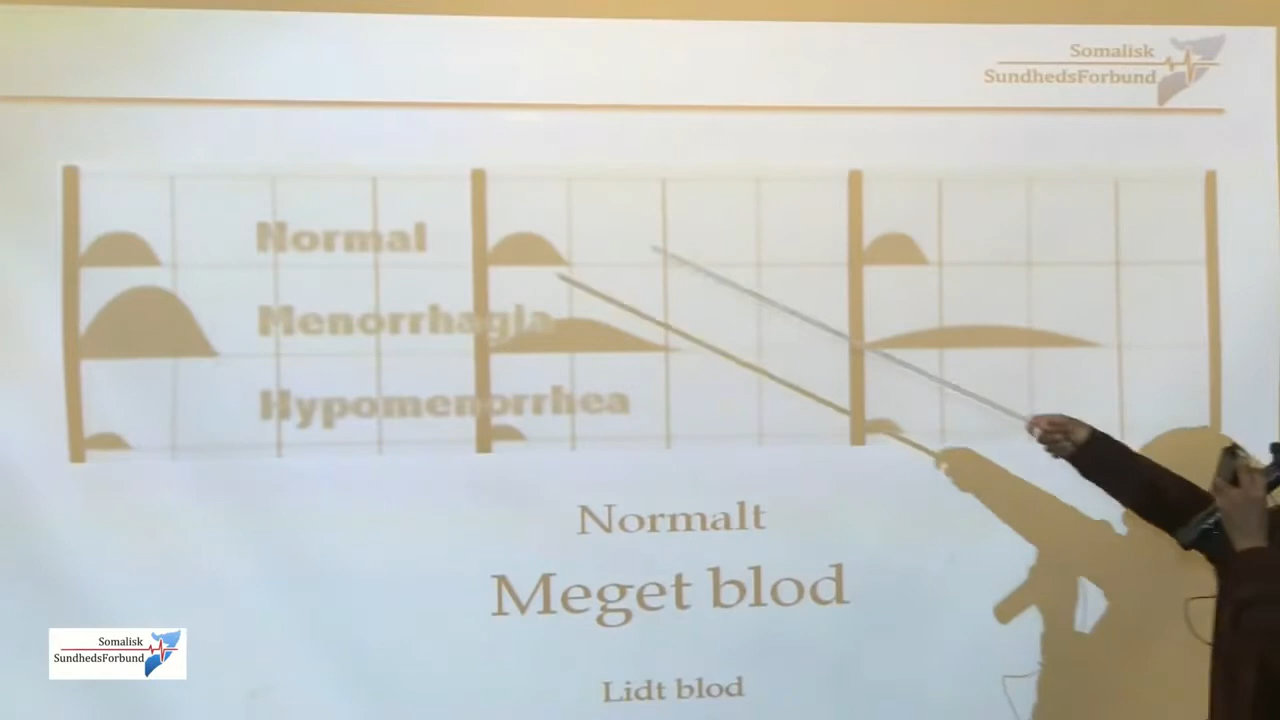 Somalisk
SundhedsForbund
Normal
Menorrhagia
Hypomenorrhea
Normalt
Meget blod
Lidt blod
Somalisk
SundhedsForbund